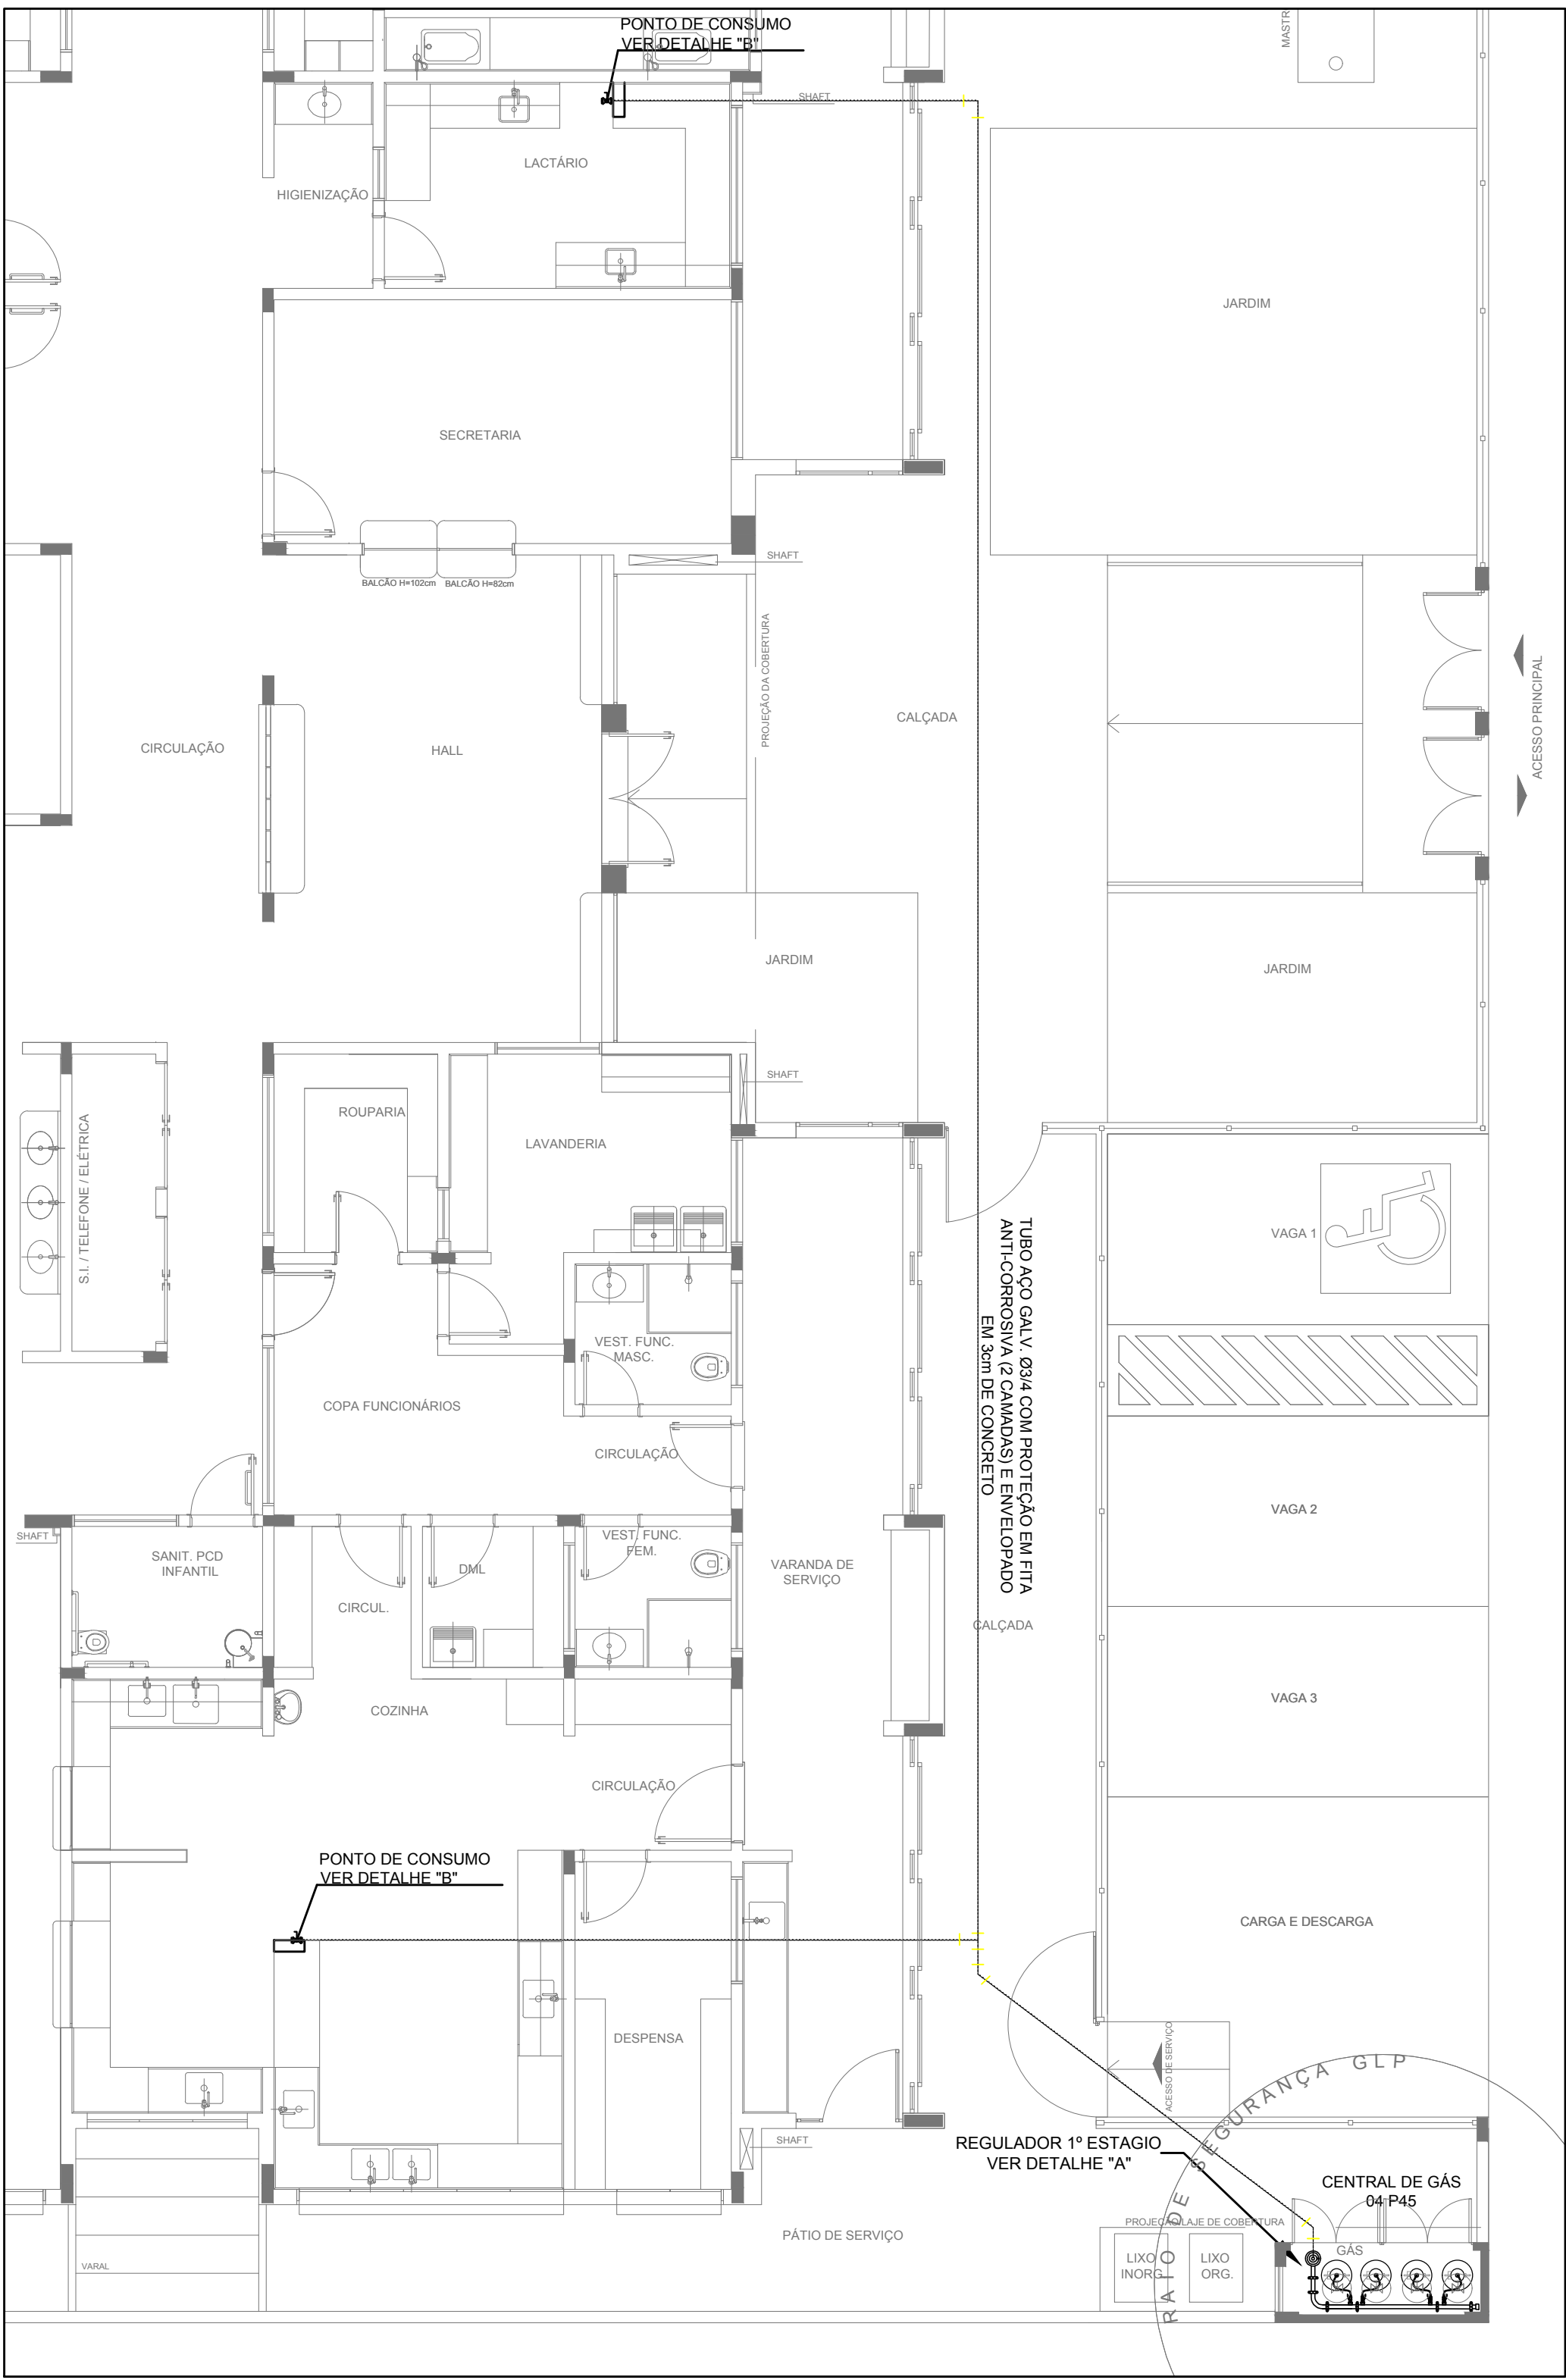 PONTO DE CONSUMO
VER DETALHE "B"
MASTR
SHAFT
LACTÁRIO
HIGIENIZAÇÃO
JARDIM
SECRETARIA
SHAFT
BALCÃO H=102cm
BALCÃO H=82cm
PROJEÇÃO DA COBERTURA
CALÇADA
ACESSO PRINCIPAL
CIRCULAÇÃO
HALL
JARDIM
JARDIM
SHAFT
ROUPARIA
LAVANDERIA
S.I. / TELEFONE / ELÉTRICA
VAGA 1
TUBO AÇO GALV. Ø3/4 COM PROTEÇÃO EM FITA
ANTI-CORROSIVA (2 CAMADAS) E ENVELOPADO
EM 3cm DE CONCRETO
VEST. FUNC.
MASC.
COPA FUNCIONÁRIOS
CIRCULAÇÃO
VAGA 2
SHAFT
SANIT. PCD
INFANTIL
VEST. FUNC.
FEM.
DML
VARANDA DE
SERVIÇO
CIRCUL.
CALÇADA
VAGA 3
COZINHA
CIRCULAÇÃO
PONTO DE CONSUMO
VER DETALHE "B"
CARGA E DESCARGA
DESPENSA
ACESSO DE SERVIÇO
RAIO DE SEGURANÇA GLP
SHAFT
REGULADOR 1º ESTAGIO
VER DETALHE "A"
CENTRAL DE GÁS
04 P45
PROJEÇÃO LAJE DE COBERTURA
PÁTIO DE SERVIÇO
GÁS
LIXO
INORG.
LIXO
ORG.
VARAL